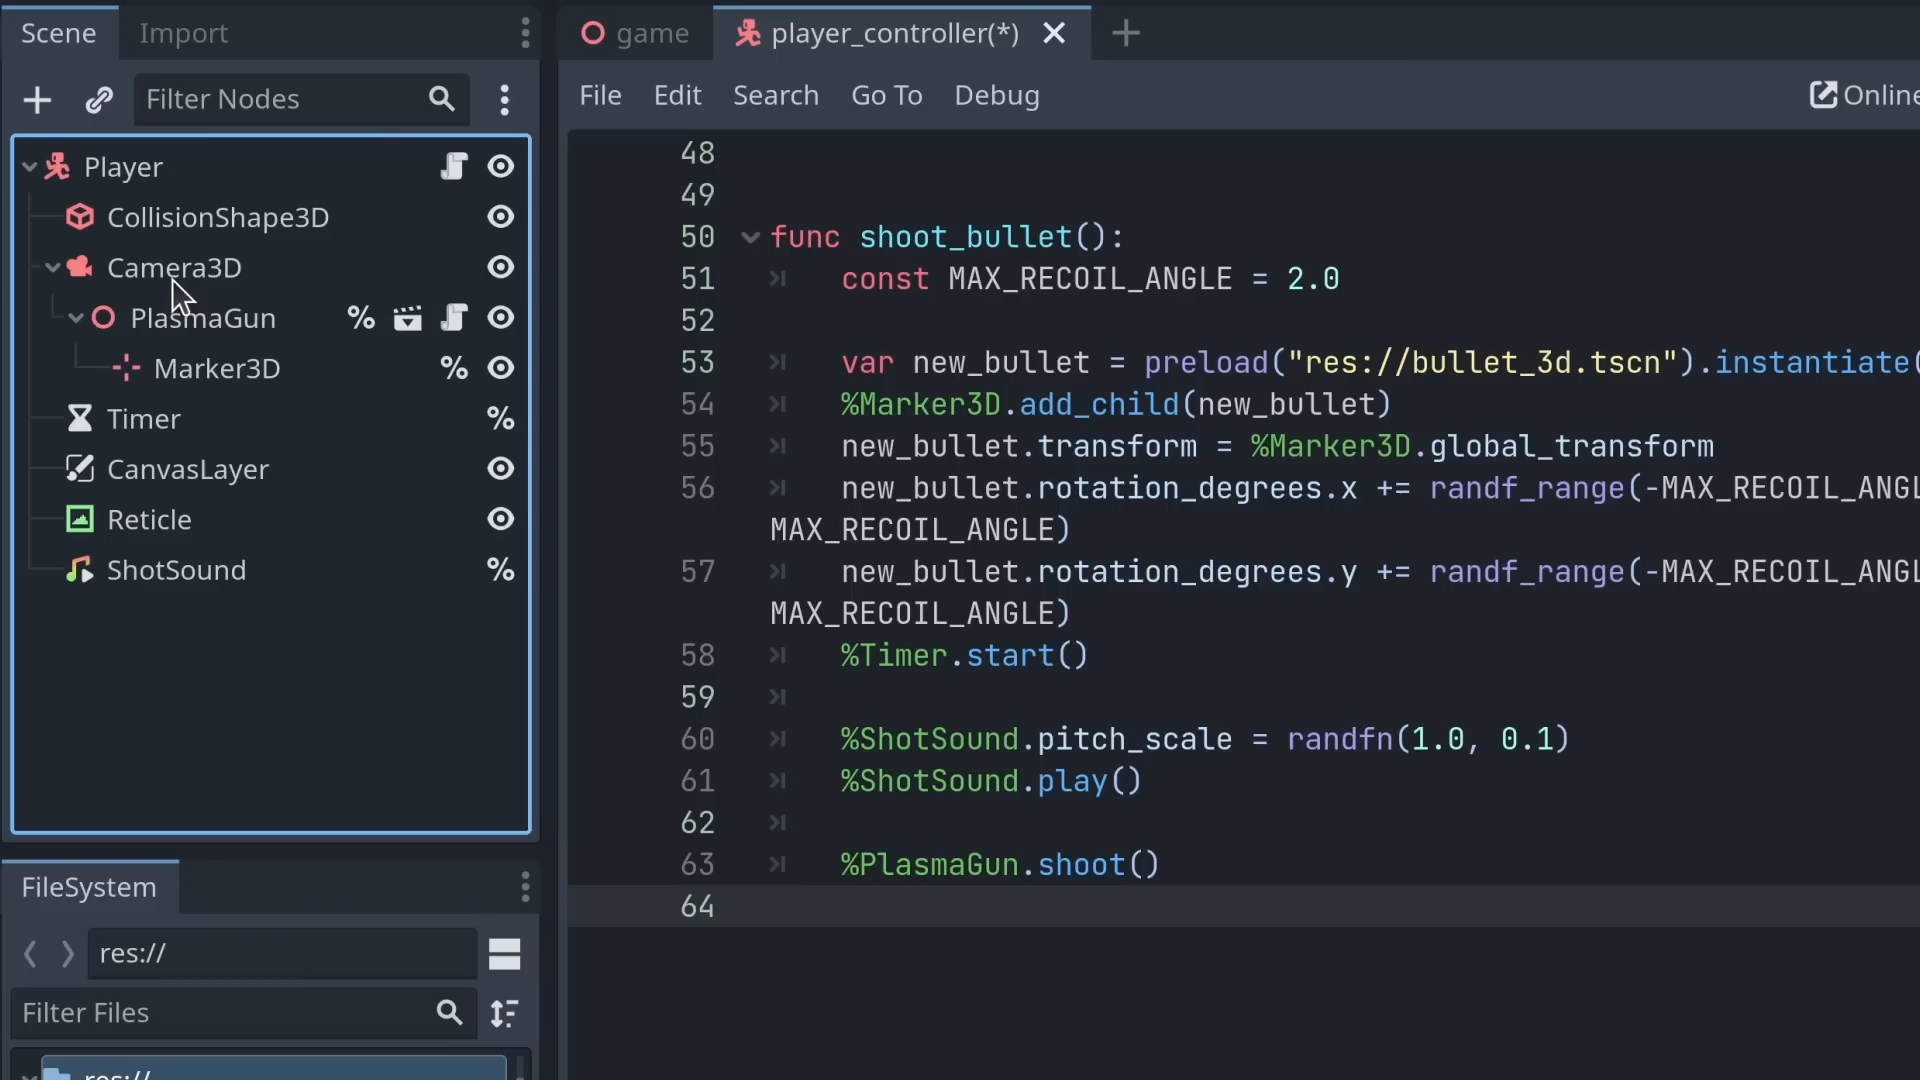 Scene
Import
Filter Nodes
Player
CollisionShape3D
Camera3D
PlasmaGun %
Marker3D %
Timer %
CanvasLayer
Reticle
ShotSound %
FileSystem
res://
Filter Files
res://
game
player_controller(*)
File Edit Search Go To Debug
Online
48
49
50 func shoot_bullet():
51 const MAX_RECOIL_ANGLE = 2.0
52
53 var new_bullet = preload("res://bullet_3d.tscn").instantiate(
54 %Marker3D.add_child(new_bullet)
55 new_bullet.transform = %Marker3D.global_transform
56 new_bullet.rotation_degrees.x += randf_range(-MAX_RECOIL_ANGL
MAX_RECOIL_ANGLE)
57 new_bullet.rotation_degrees.y += randf_range(-MAX_RECOIL_ANGL
MAX_RECOIL_ANGLE)
58 %Timer.start()
59
60 %ShotSound.pitch_scale = randfn(1.0, 0.1)
61 %ShotSound.play()
62
63 %PlasmaGun.shoot()
64